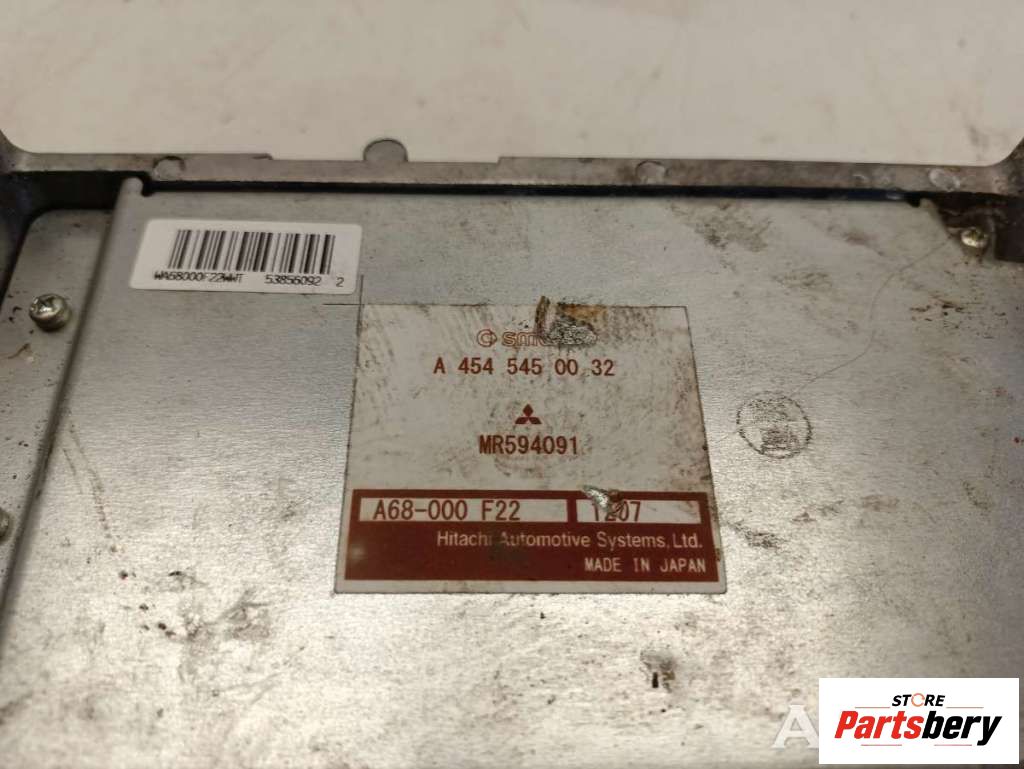 WA68000F22WWT 53856092 2
A 454 545 00 32
MR594091
A68-000 F22 1207
Hitachi Automotive Systems, Ltd.
MADE IN JAPAN
STORE
Partsbery